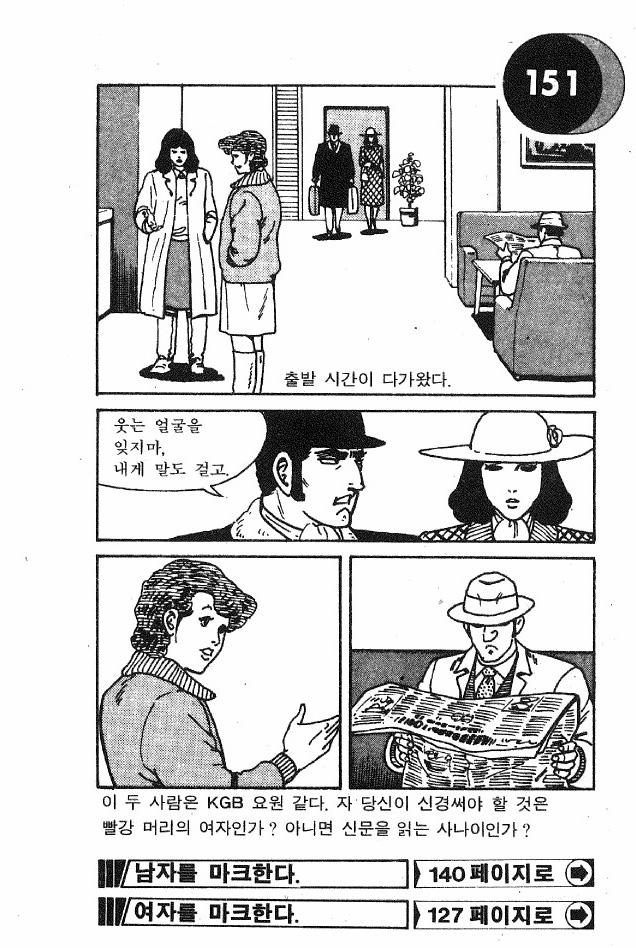 151
출발 시간이 다가왔다.
웃는 얼굴을
잊지마,
내게 말도 걸고.
이 두 사람은 KGB 요원 같다. 자 당신이 신경써야 할 것은
빨강 머리의 여자인가? 아니면 신문을 읽는 사나이인가?
남자를 마크한다. 140 페이지로
여자를 마크한다. 127 페이지로